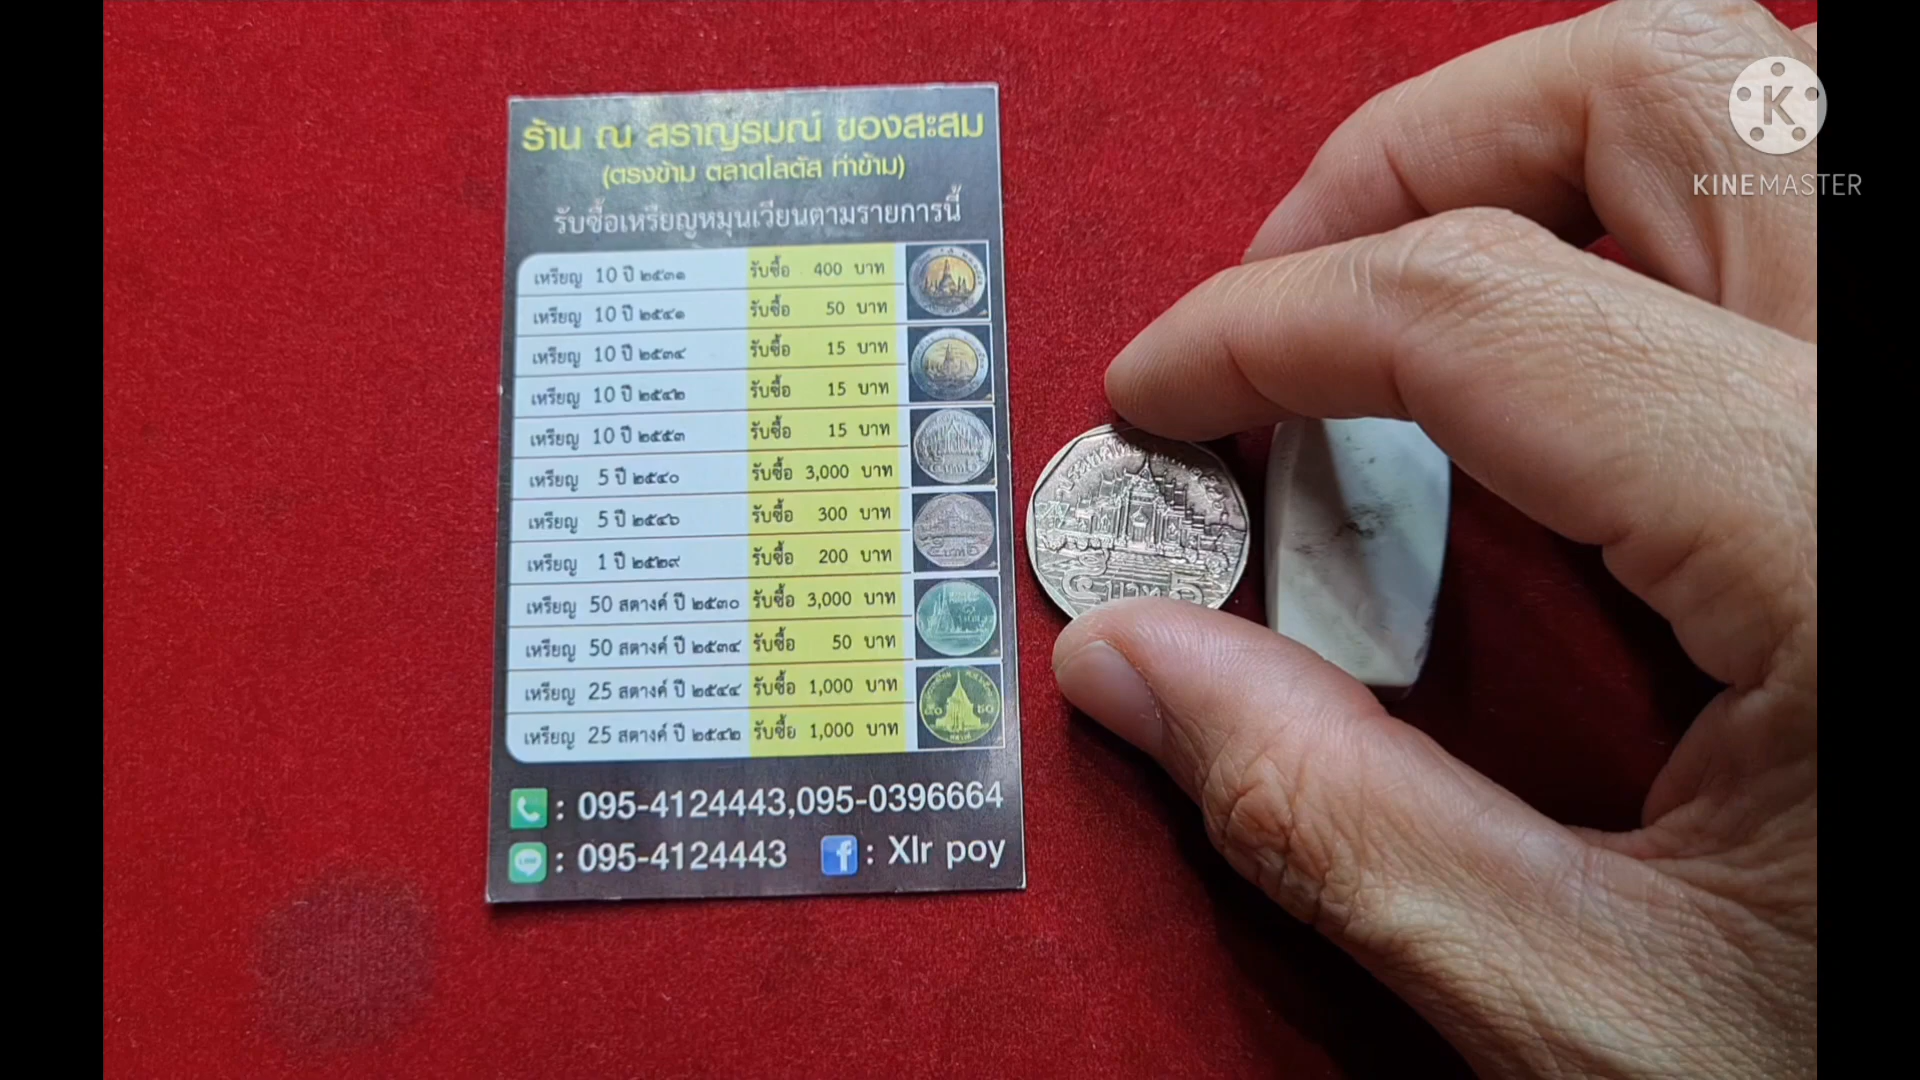 ร้าน ณ สราญรมณ์ ของสะสม
(ตรงข้าม ตลาดโลตัส ท่าข้าม)
รับซื้อเหรียญหมุนเวียนตามรายการนี้
เหรียญ 10 ปี ๒๕๓๑ รับซื้อ 400 บาท
เหรียญ 10 ปี ๒๕๔๑ รับซื้อ 50 บาท
เหรียญ 10 ปี ๒๕๓๔ รับซื้อ 15 บาท
เหรียญ 10 ปี ๒๕๔๒ รับซื้อ 15 บาท
เหรียญ 10 ปี ๒๕๕๓ รับซื้อ 15 บาท
เหรียญ 5 ปี ๒๕๔๐ รับซื้อ 3,000 บาท
เหรียญ 5 ปี ๒๕๔๖ รับซื้อ 300 บาท
เหรียญ 1 ปี ๒๕๒๙ รับซื้อ 200 บาท
เหรียญ 50 สตางค์ ปี ๒๕๓๐ รับซื้อ 3,000 บาท
เหรียญ 50 สตางค์ ปี ๒๕๓๔ รับซื้อ 50 บาท
เหรียญ 25 สตางค์ ปี ๒๕๔๔ รับซื้อ 1,000 บาท
เหรียญ 25 สตางค์ ปี ๒๕๔๒ รับซื้อ 1,000 บาท
: 095-4124443,095-0396664
: 095-4124443 f : Xlr poy
๕ บาท 5
K
KINEMASTER